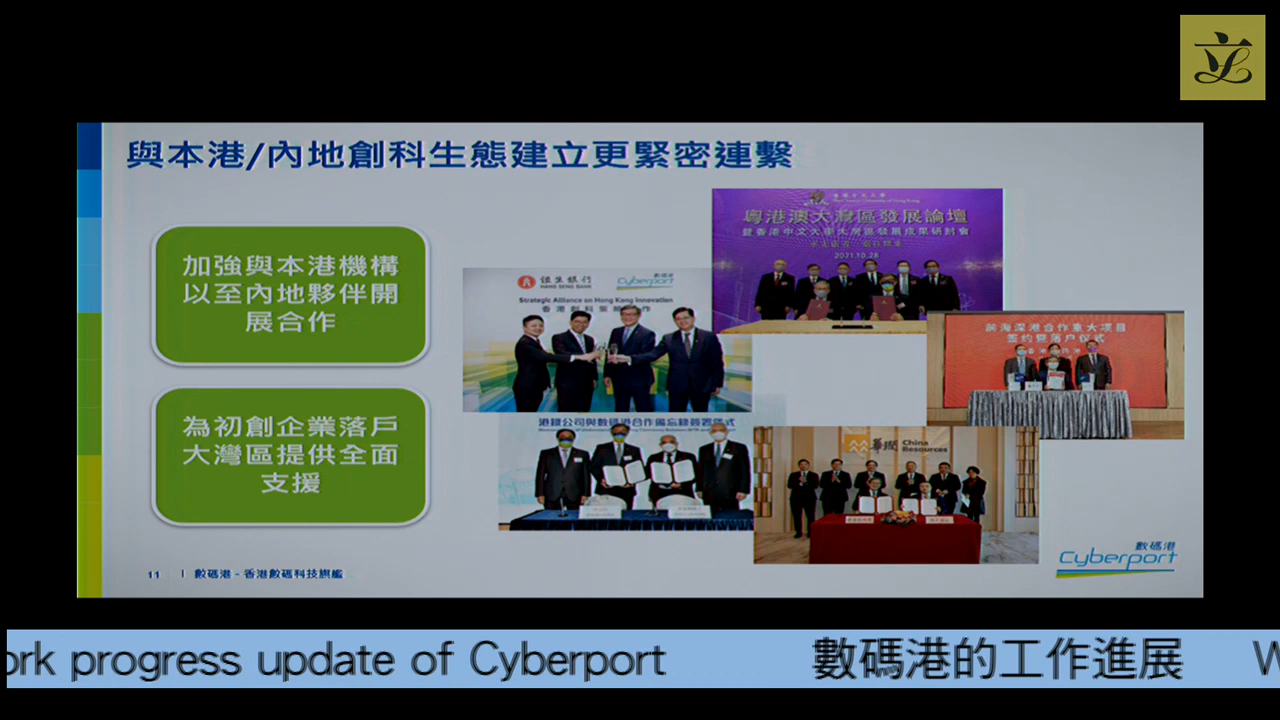 與本港/內地創科生態建立更緊密連繫
加強與本港機構
以至內地夥伴開
展合作
為初創企業落戶
大灣區提供全面
支援
粵港澳大灣區發展論壇
2021.10.28
恒生銀行
HANG SENG BANK
數碼港
Cyberport
Strategic Alliance on Hong Kong Innovation
前海深港合作重大項目
港鐵公司與數碼港合作備忘錄簽署儀式
華潤
China
Resources
11 | 數碼港 - 香港數碼科技旗艦
數碼港
Cyberport
ork progress update of Cyberport 數碼港的工作進展 W